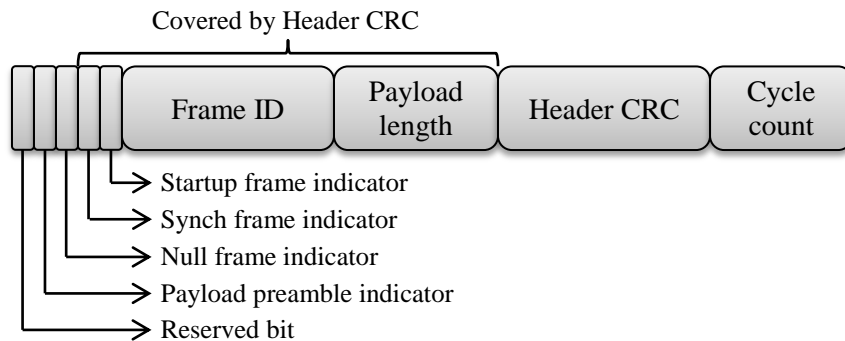 Covered by Header CRC
Frame ID
Payload
length
Header CRC
Cycle
count
Startup frame indicator
Synch frame indicator
Null frame indicator
Payload preamble indicator
Reserved bit